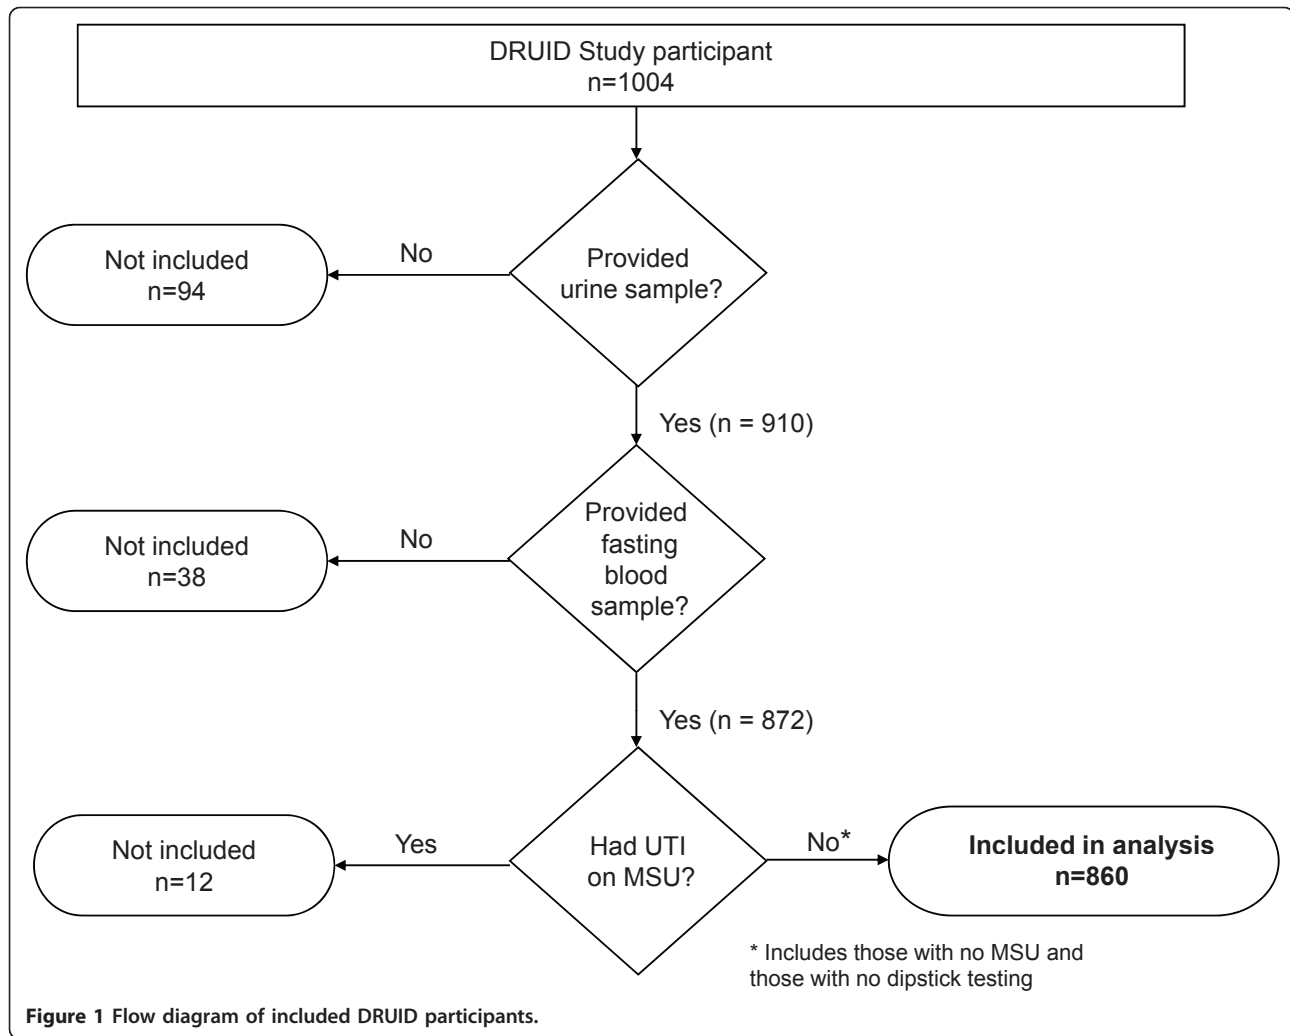 DRUID Study participant
n=1004
No
Not included
n=94
Provided
urine sample?
Yes (n = 910)
No
Not included
n=38
Provided
fasting
blood
sample?
Yes (n = 872)
Yes
Not included
n=12
Had UTI
on MSU?
No*
Included in analysis
n=860
* Includes those with no MSU and
those with no dipstick testing
Figure 1 Flow diagram of included DRUID participants.